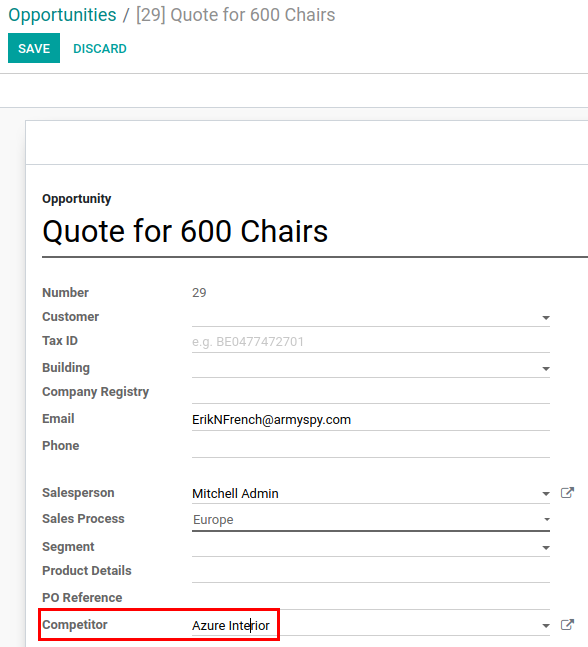 Opportunities / [29] Quote for 600 Chairs
SAVE DISCARD
Opportunity
Quote for 600 Chairs
Number 29
Customer
Tax ID e.g. BE0477472701
Building
Company Registry
Email ErikNFrench@armyspy.com
Phone
Salesperson Mitchell Admin
Sales Process Europe
Segment
Product Details
PO Reference
Competitor Azure Interior